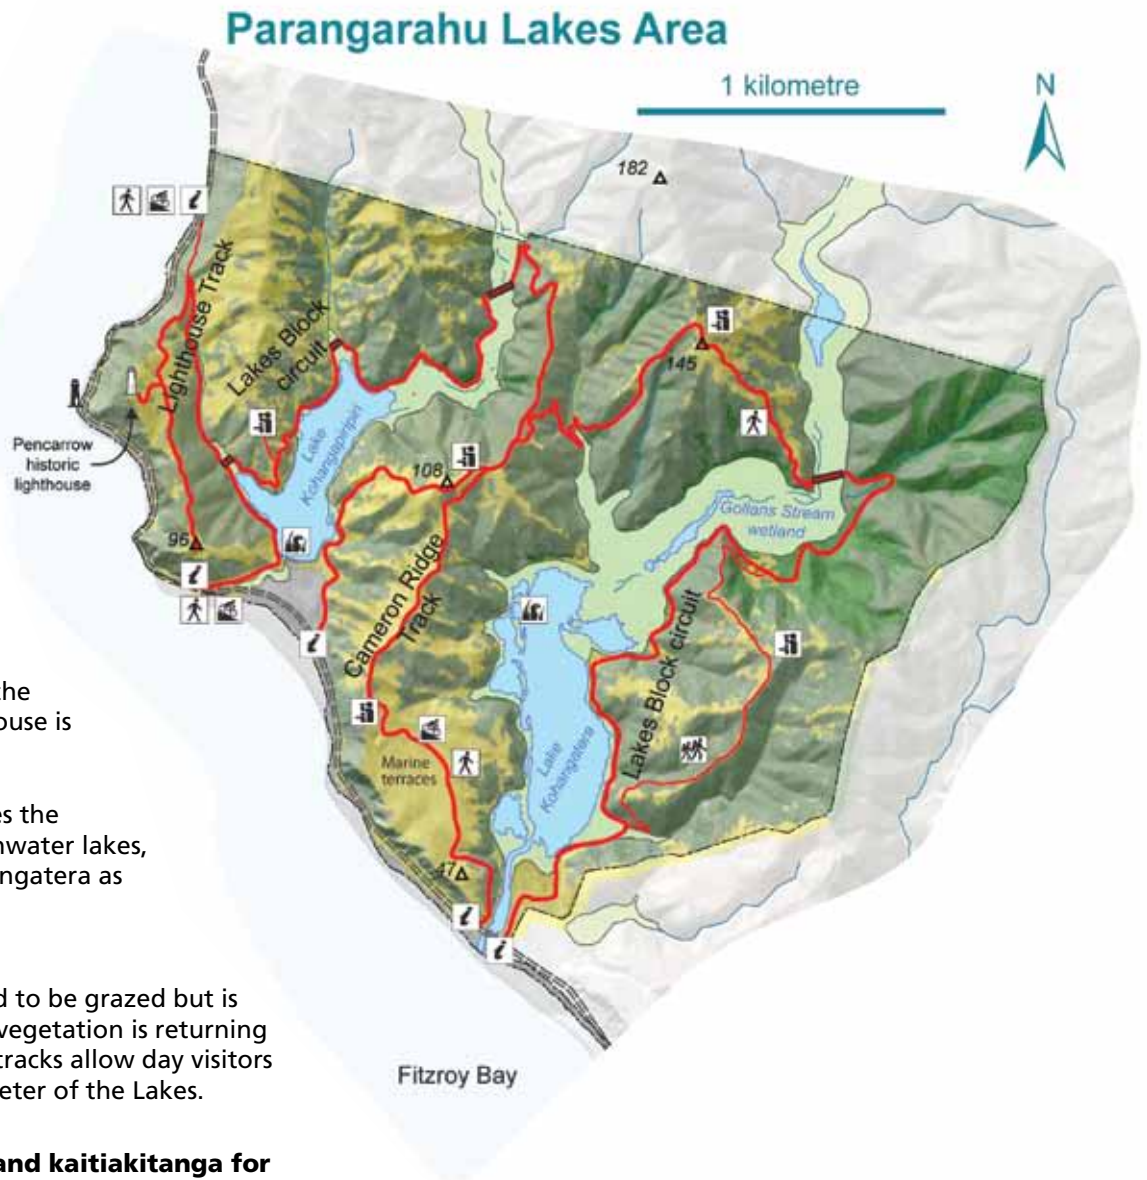 Parangarahu Lakes Area
1 kilometre
N
182
Lighthouse Track
Lakes Block
circuit
145
Lake
Kohangapiripiri
Pencarrow
historic
lighthouse
108
Gollans Stream
wetland
96
Cameron Ridge
Track
Lakes Block circuit
Marine
terraces
Lake
Kohangatera
47
Fitzroy Bay
the
ouse is
es the
nwater lakes,
ngatera as
d to be grazed but is
vegetation is returning
tracks allow day visitors
eter of the Lakes.
and kaitiakitanga for